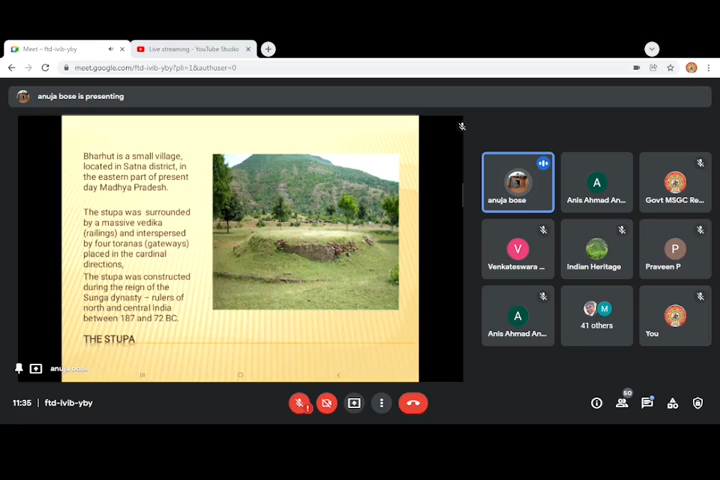 Meet – ftd-ivib-yby
Live streaming - YouTube Studio
meet.google.com/ftd-ivib-yby?pli=1&authuser=0
anuja bose is presenting
Bharhut is a small village,
located in Satna district, in
the eastern part of present
day Madhya Pradesh.
The stupa was surrounded
by a massive vedika
(railings) and interspersed
by four toranas (gateways)
placed in the cardinal
directions,
The stupa was constructed
during the reign of the
Sunga dynasty – rulers of
north and central India
between 187 and 72 BC.
THE STUPA
anuja bose
anuja bose
A
Anis Ahmad An...
Govt MSGC Re...
V
Venkateswara ...
Indian Heritage
P
Praveen P
A
Anis Ahmad An...
M
41 others
You
11:35 | ftd-ivib-yby
50